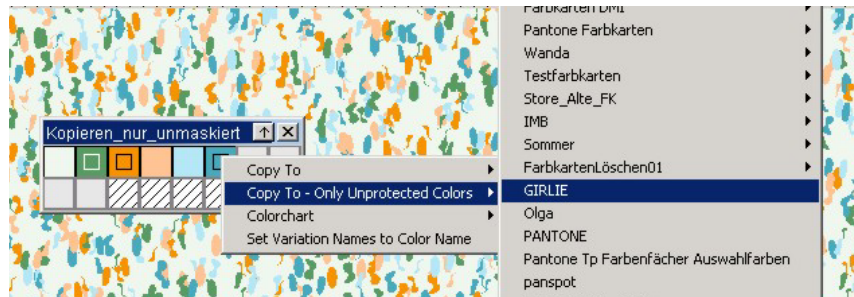 Farbkarten DMI
Pantone Farbkarten
Wanda
Testfarbkarten
Store_Alte_FK
IMB
Sommer
FarbkartenLöschen01
GIRLIE
Olga
PANTONE
Pantone Tp Farbenfächer Auswahlfarben
panspot
Kopieren_nur_unmaskiert
Copy To
Copy To - Only Unprotected Colors
Colorchart
Set Variation Names to Color Name